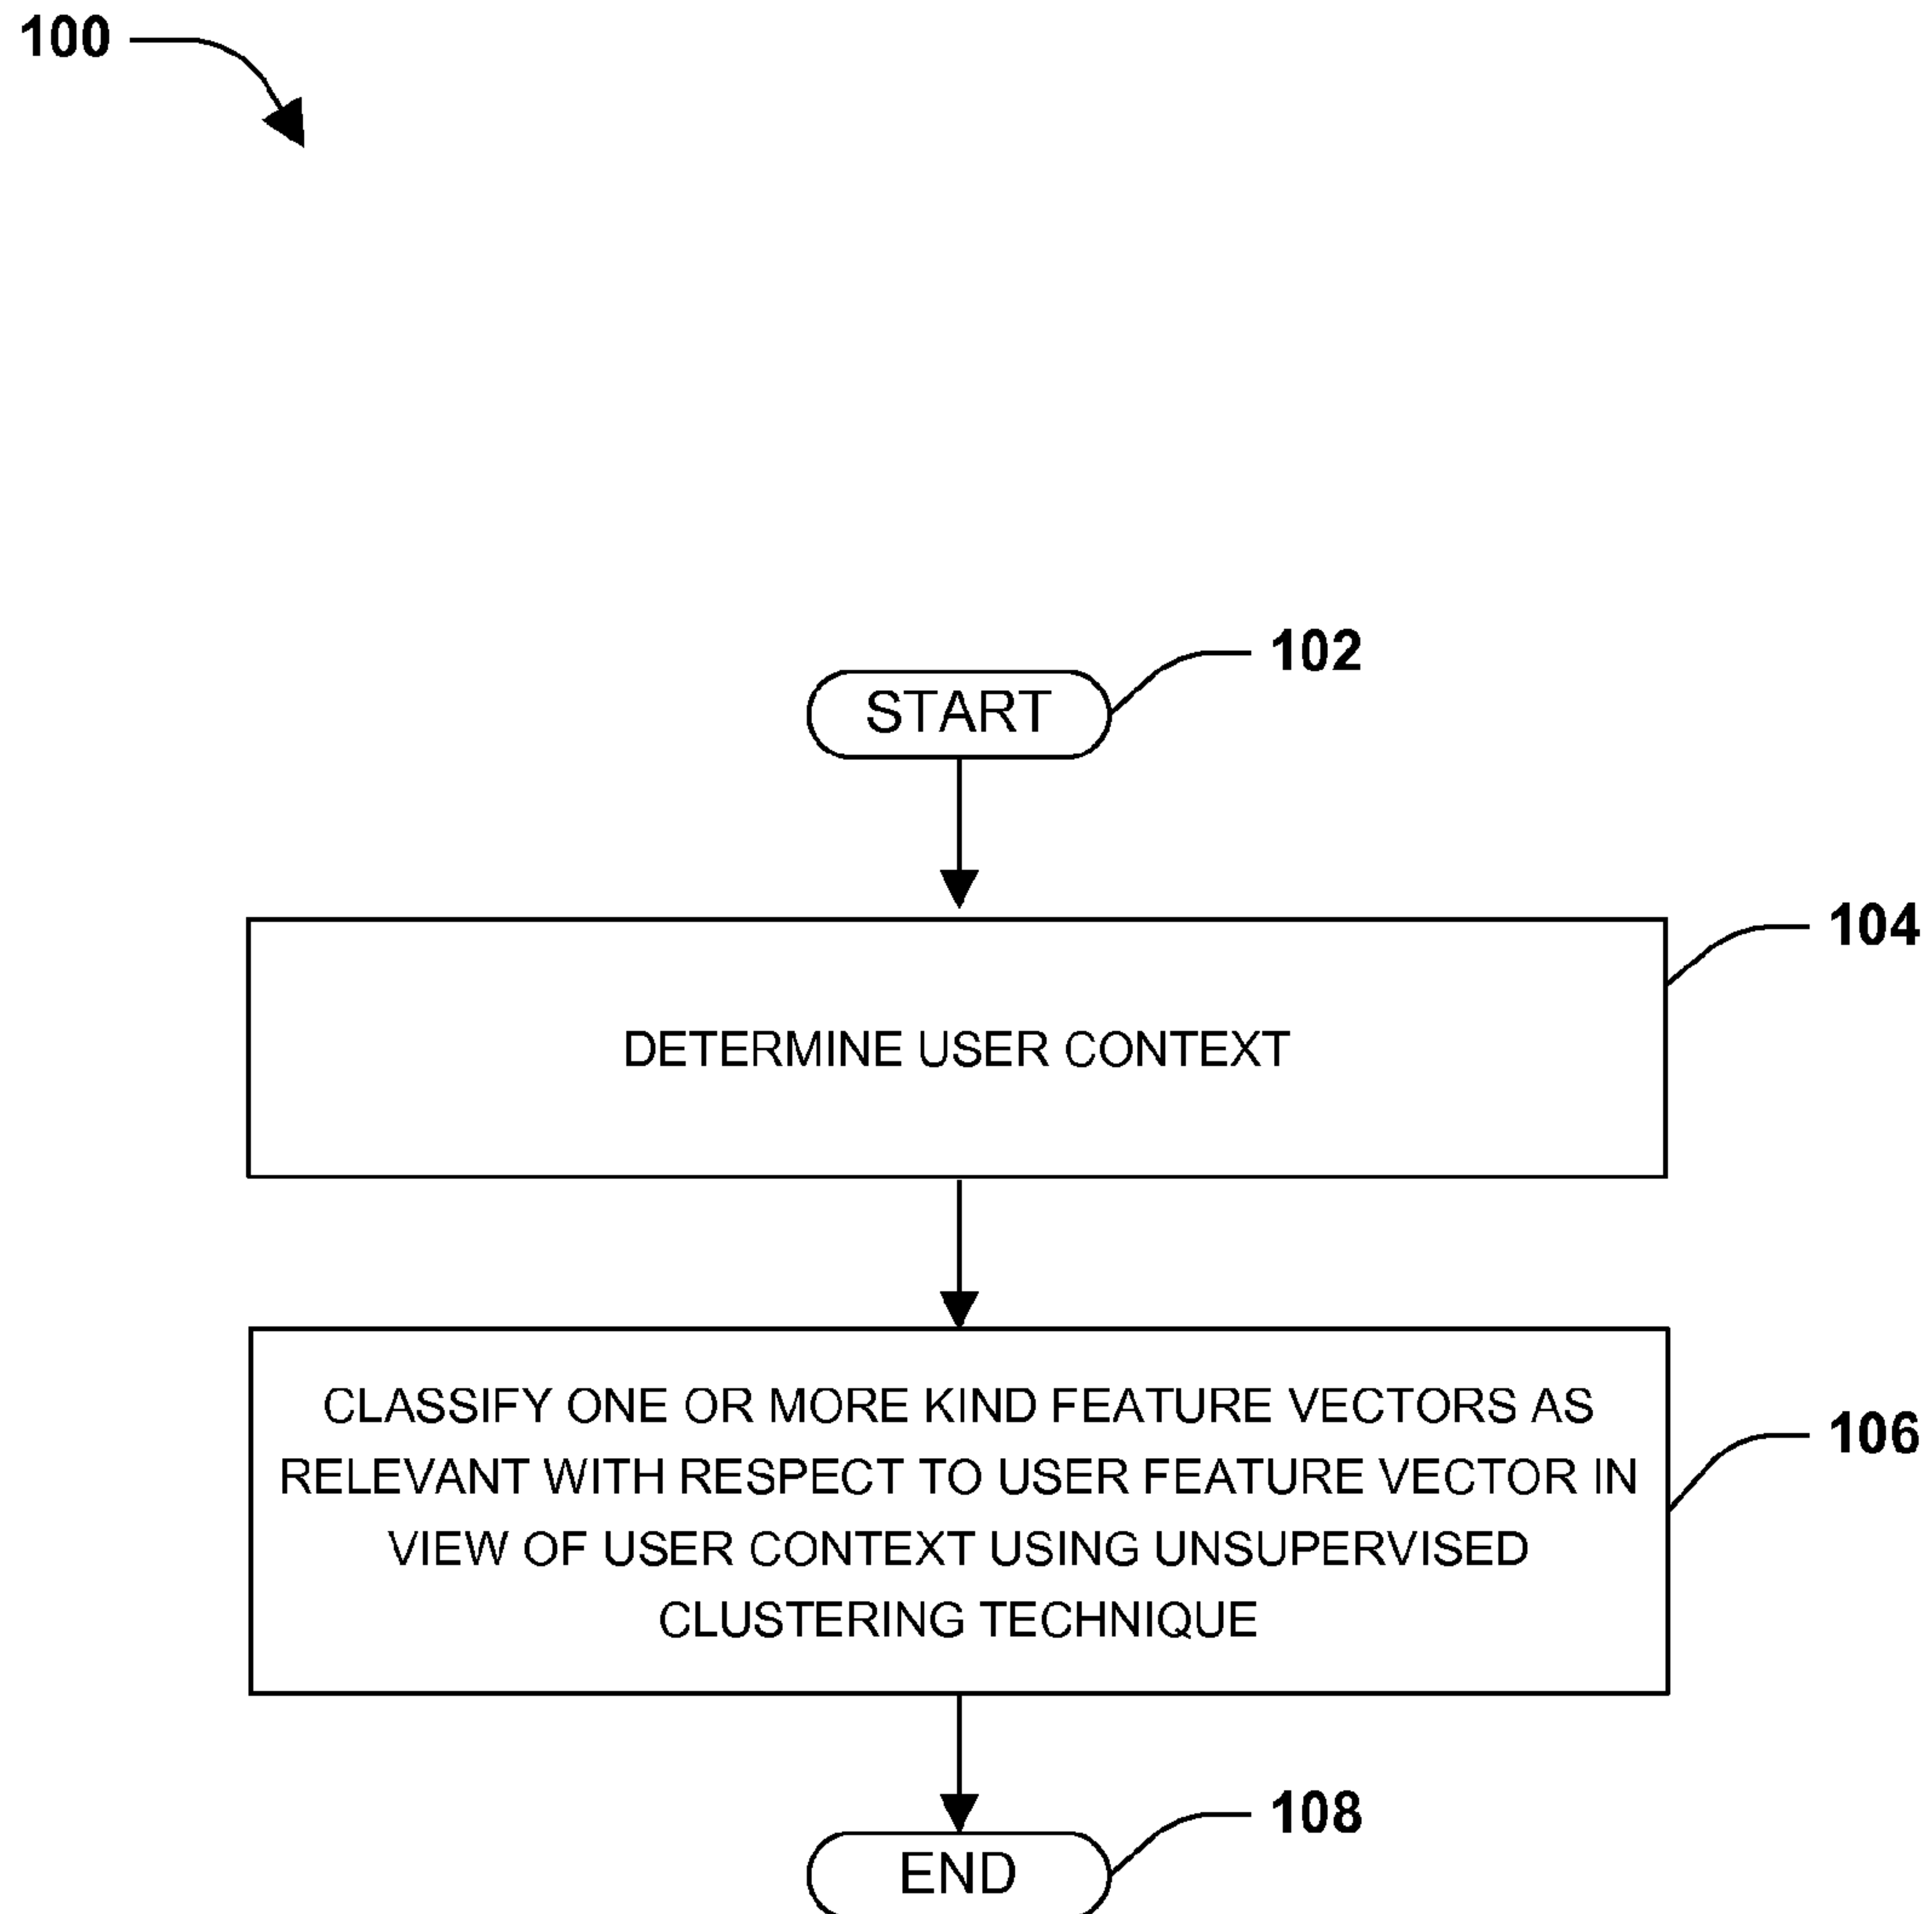 100
102
START
104
DETERMINE USER CONTEXT
CLASSIFY ONE OR MORE KIND FEATURE VECTORS AS
106
RELEVANT WITH RESPECT TO USER FEATURE VECTOR IN
VIEW OF USER CONTEXT USING UNSUPERVISED
CLUSTERING TECHNIQUE
108
END